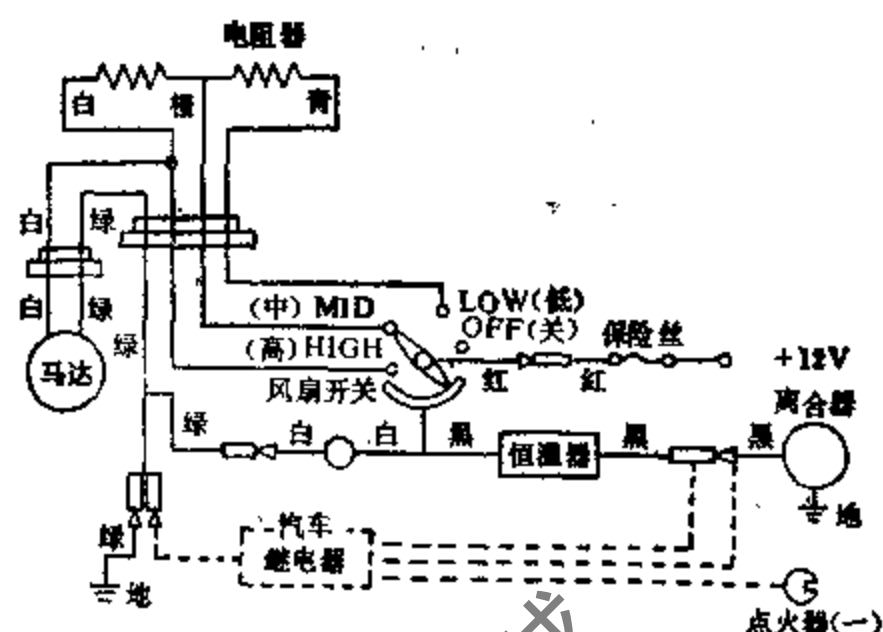 电阻器
白 橙 青
白 绿
白 绿
马达
绿
(中) MID
(高) HIGH
LOW(低)
OFF(关)
风扇开关
红 红
保险丝
+12V
离合器
绿 白 白 黑
恒温器
黑 黑
地
绿
地
汽车
继电器
点火器(一)